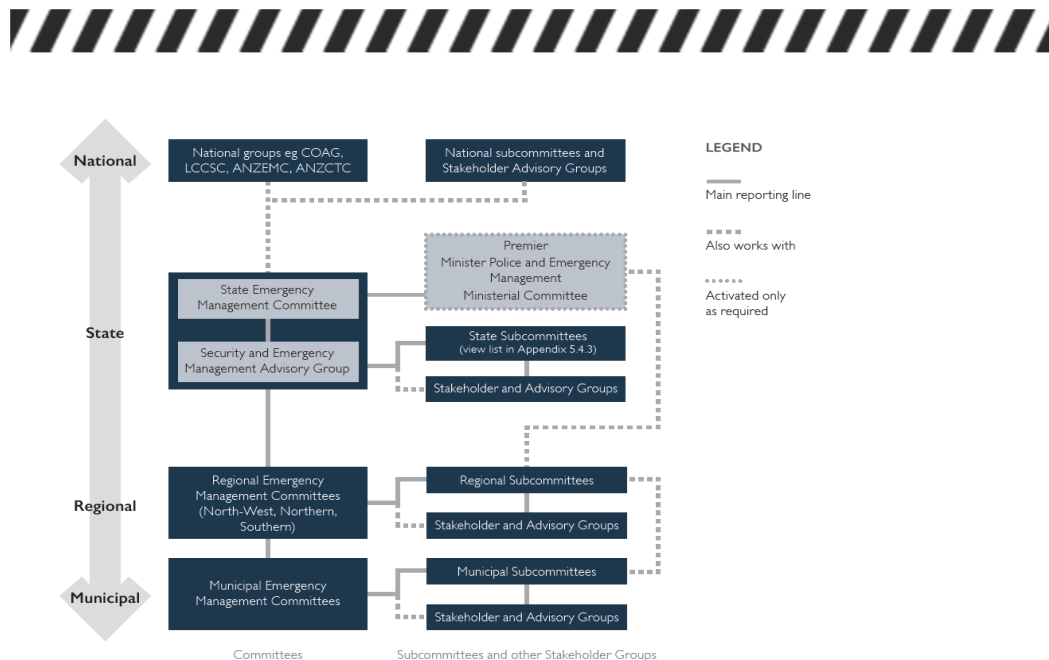 National
National groups eg COAG,
LCCSC, ANZEMC, ANZCTC
National subcommittees and
Stakeholder Advisory Groups
LEGEND
Main reporting line
Also works with
Activated only
as required
State
State Emergency
Management Committee
Security and Emergency
Management Advisory Group
Premier
Minister Police and Emergency
Management
Ministerial Committee
State Subcommittees
(view list in Appendix 5.4.3)
Stakeholder and Advisory Groups
Regional
Regional Emergency
Management Committees
(North-West, Northern,
Southern)
Regional Subcommittees
Stakeholder and Advisory Groups
Municipal
Municipal Emergency
Management Committees
Municipal Subcommittees
Stakeholder and Advisory Groups
Committees
Subcommittees and other Stakeholder Groups